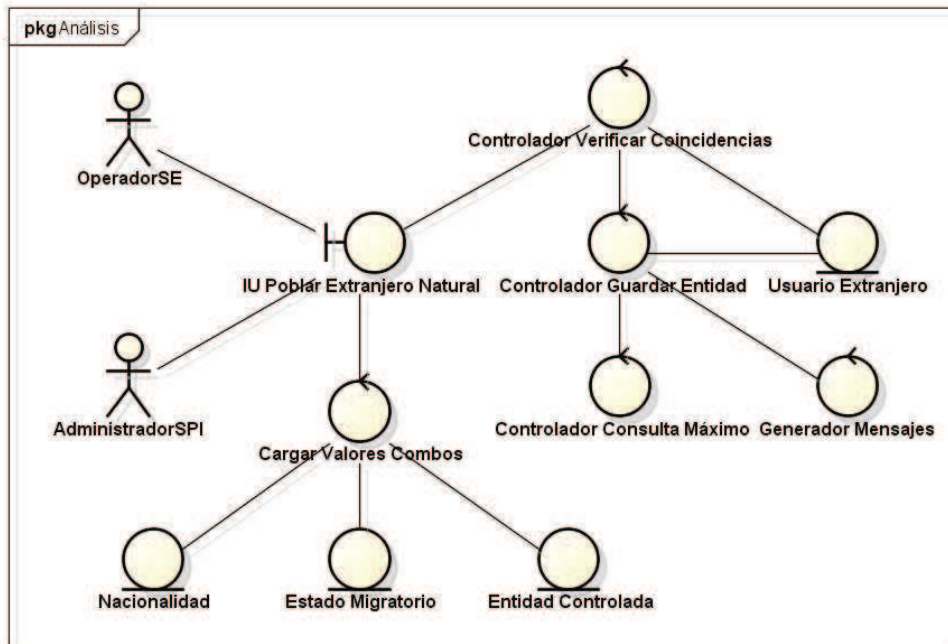 pkg Análisis
Controlador Verificar Coincidencias
OperadorSE
IU Poblar Extranjero Natural
Controlador Guardar Entidad
Usuario Extranjero
AdministradorSPI
Controlador Consulta Máximo
Generador Mensajes
Cargar Valores Combos
Nacionalidad
Estado Migratorio
Entidad Controlada